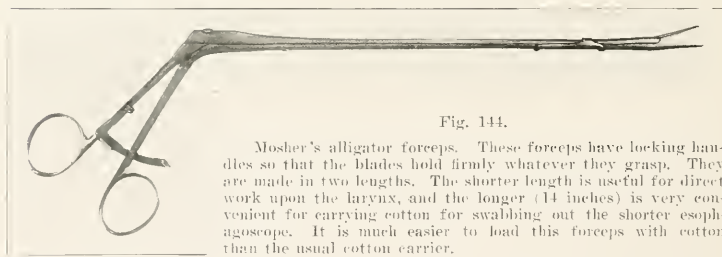 Fig. 144.
Mosher's alligator forceps. These forceps have locking han-
dles so that the blades hold firmly whatever they grasp. They
are made in two lengths. The shorter length is useful for direct
work upon the larynx, and the longer (14 inches) is very con-
venient for carrying cotton for swabbing out the shorter esoph-
agoscope. It is much easier to load this forceps with cotton
than the usual cotton carrier.